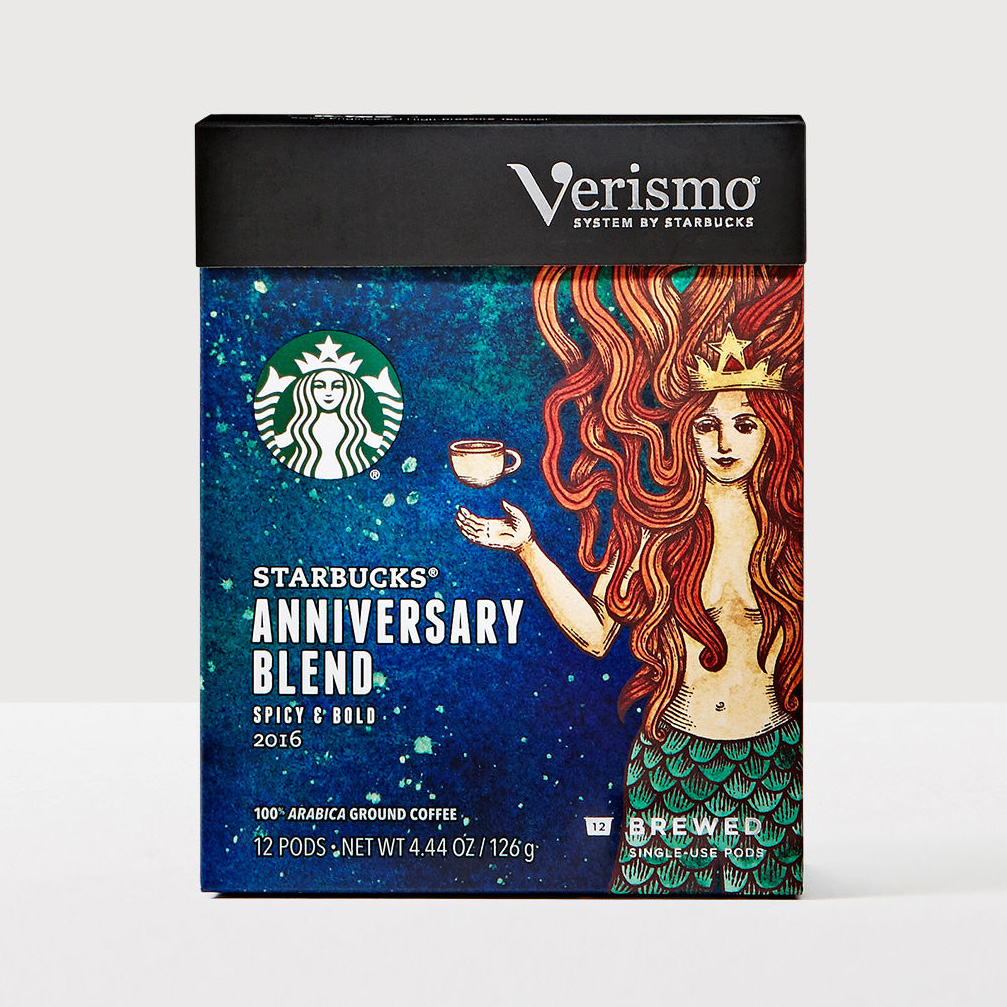 Verismo®
SYSTEM BY STARBUCKS
®
STARBUCKS®
ANNIVERSARY
BLEND
SPICY & BOLD
2016
100% ARABICA GROUND COFFEE
12 PODS • NET WT 4.44 OZ / 126 g
12 BREWED
SINGLE-USE PODS